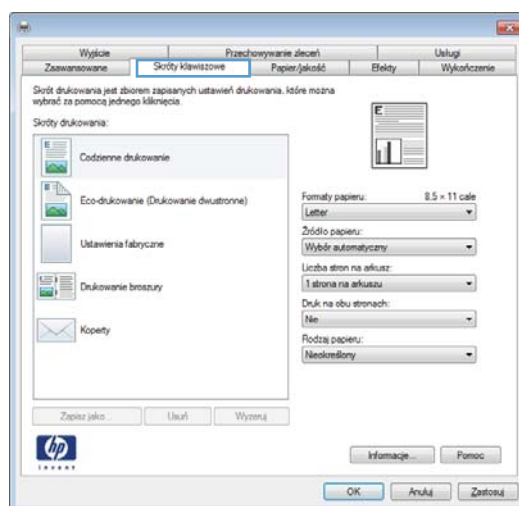 Wyjście Przechowywanie zleceń Usługi
Zaawansowane Skróty klawiszowe Papier/jakość Efekty Wykończenie
Skrót drukowania jest zbiorem zapisanych ustawień drukowania, które można
wybrać za pomocą jednego kliknięcia.
Skróty drukowania:
Codzienne drukowanie
Eco-drukowanie (Drukowanie dwustronne)
Ustawienia fabryczne
Drukowanie broszury
Koperty
E
Formaty papieru: 8.5 × 11 cale
Letter
Źródło papieru:
Wybór automatyczny
Liczba stron na arkusz:
1 strona na arkuszu
Druk na obu stronach:
Nie
Rodzaj papieru:
Nieokreślony
Zapisz jako... Usuń Wyzeruj
hp
invent
Informacje... Pomoc
OK Anuluj Zastosuj